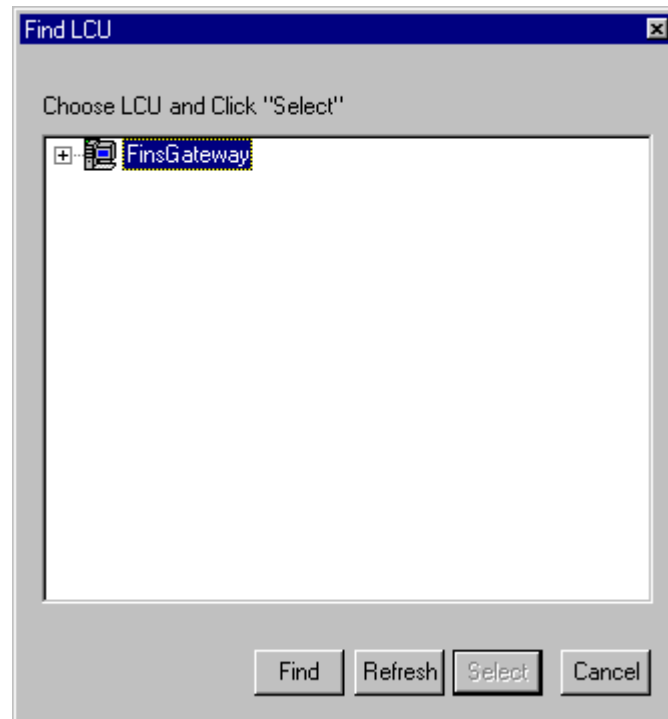 Find LCU
Choose LCU and Click "Select"
FinsGateway
Find Refresh Select Cancel